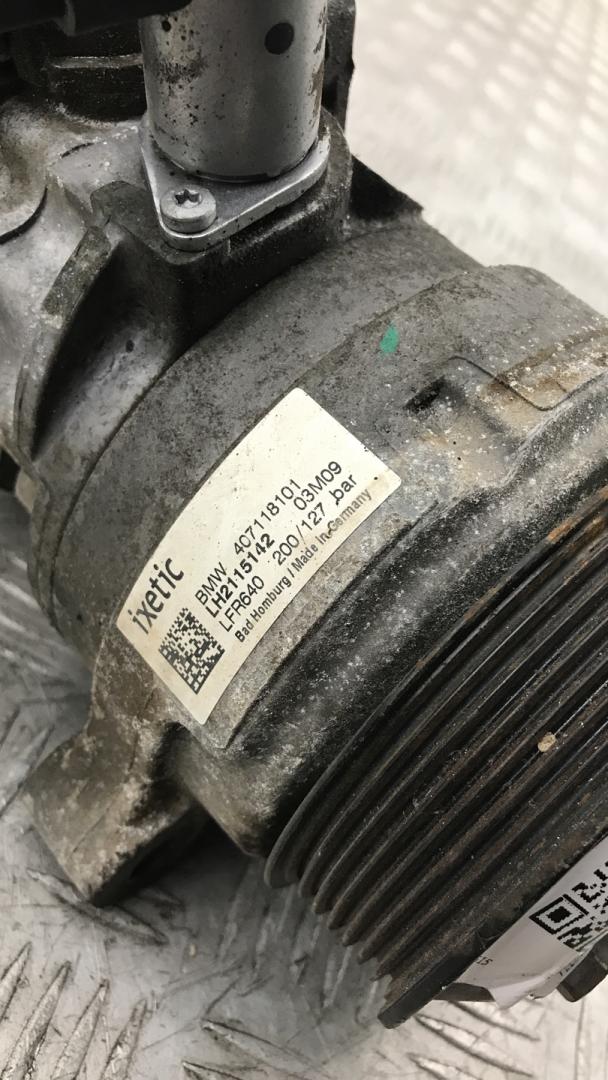 ixetic
BMW 407118101
LH2115142 03M09
LFR640 200/127 bar
Bad Homburg / Made in Germany